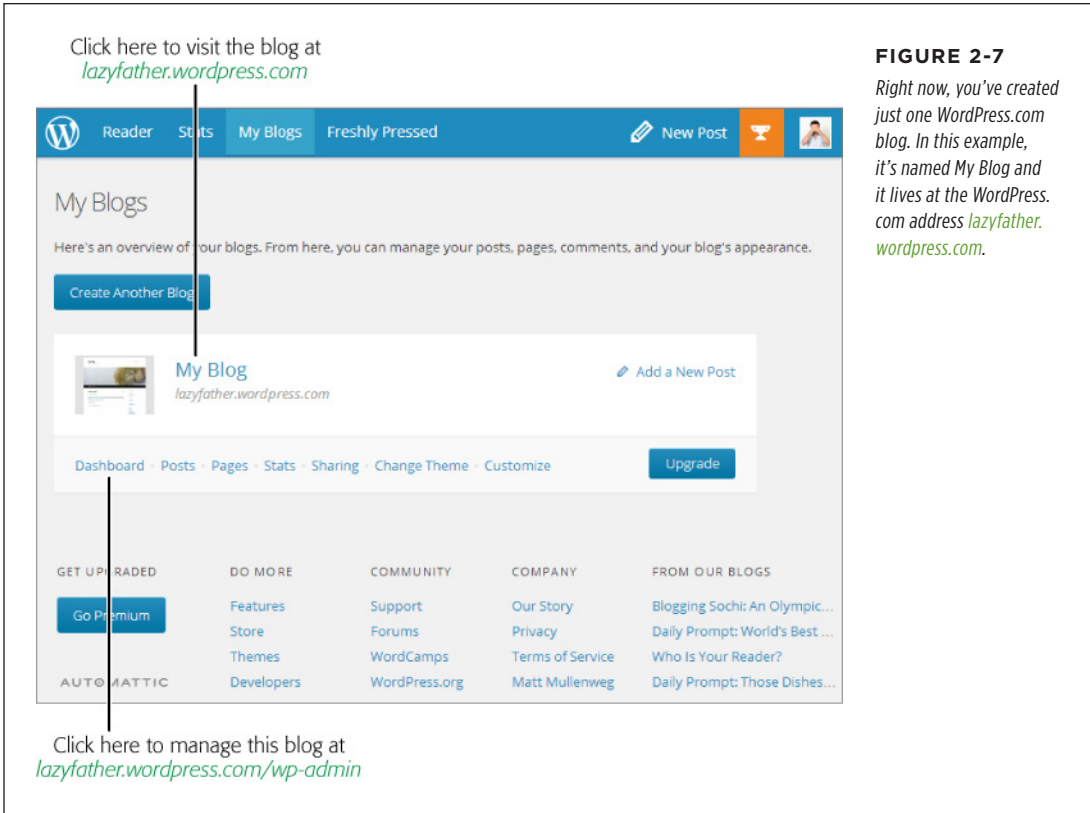 Click here to visit the blog at
lazyfather.wordpress.com
FIGURE 2-7
Right now, you've created
just one WordPress.com
blog. In this example,
it's named My Blog and
it lives at the WordPress.
com address lazyfather.
wordpress.com.
W Reader Stats My Blogs Freshly Pressed New Post
My Blogs
Here's an overview of your blogs. From here, you can manage your posts, pages, comments, and your blog's appearance.
Create Another Blog
My Blog
lazyfather.wordpress.com
Add a New Post
Dashboard Posts Pages Stats Sharing Change Theme Customize
Upgrade
GET UPGRADED
Go Premium
AUTOMATTIC
DO MORE
Features
Store
Themes
Developers
COMMUNITY
Support
Forums
WordCamps
WordPress.org
COMPANY
Our Story
Privacy
Terms of Service
Matt Mullenweg
FROM OUR BLOGS
Blogging Sochi: An Olympic...
Daily Prompt: World's Best ...
Who Is Your Reader?
Daily Prompt: Those Dishes...
Click here to manage this blog at
lazyfather.wordpress.com/wp-admin